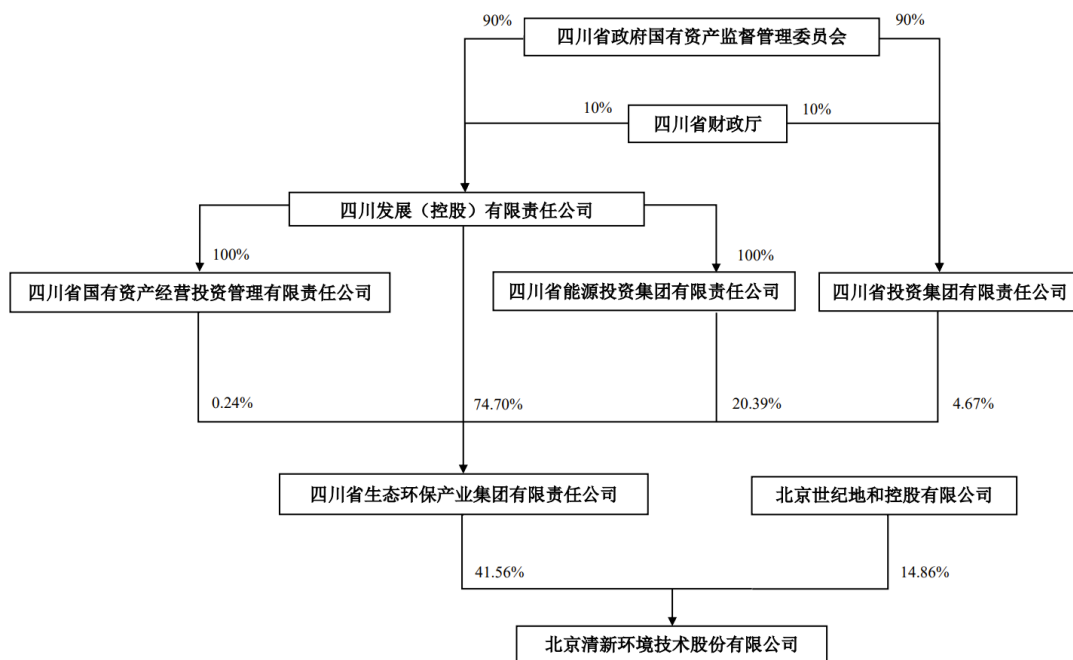 90%
四川省政府国有资产监督管理委员会
90%
10%
四川省财政厅
10%
四川发展（控股）有限责任公司
100%
100%
四川省国有资产经营投资管理有限责任公司
四川省能源投资集团有限责任公司
四川省投资集团有限责任公司
0.24%
74.70%
20.39%
4.67%
四川省生态环保产业集团有限责任公司
北京世纪地和控股有限公司
41.56%
14.86%
北京清新环境技术股份有限公司